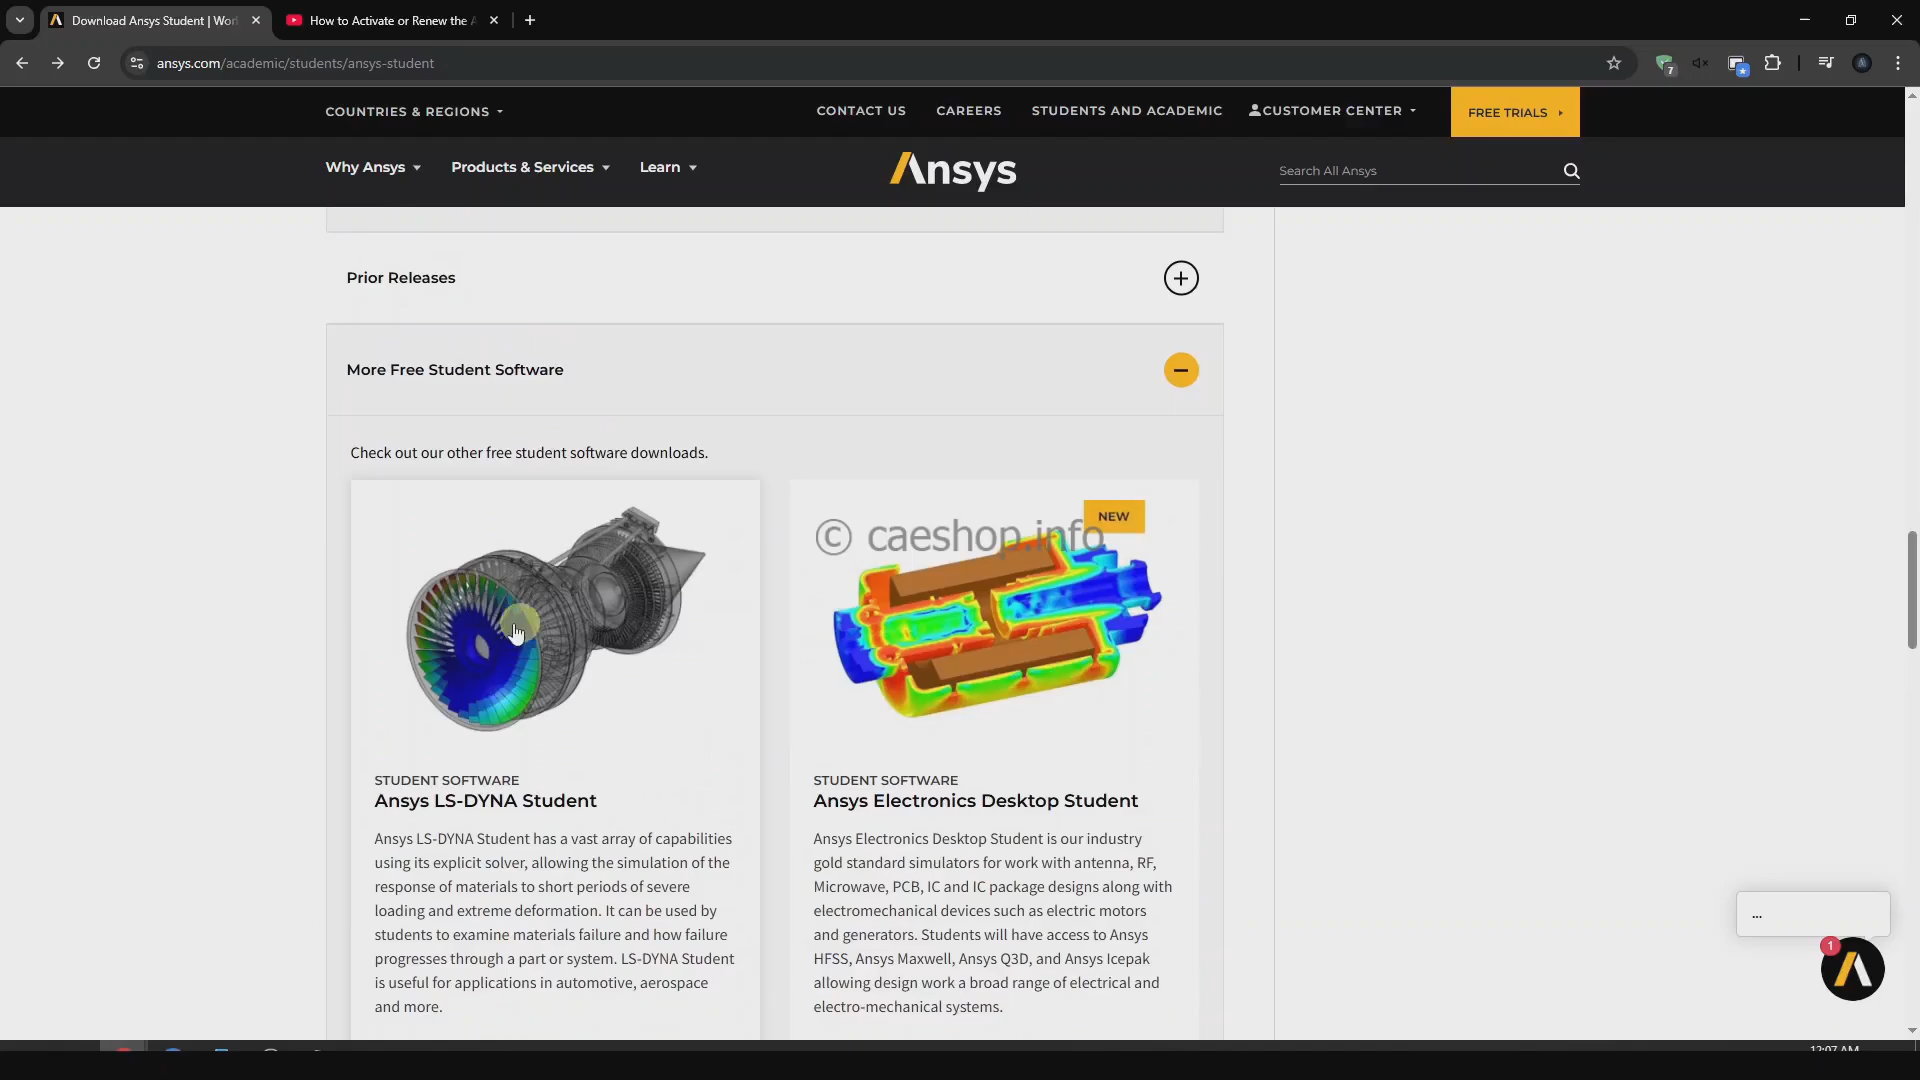 Download Ansys Student | Wor
How to Activate or Renew the A
ansys.com/academic/students/ansys-student
7
COUNTRIES & REGIONS
CONTACT US
CAREERS
STUDENTS AND ACADEMIC
CUSTOMER CENTER
FREE TRIALS
Why Ansys
Products & Services
Learn
Ansys
Search All Ansys
Prior Releases
More Free Student Software
Check out our other free student software downloads.
NEW
© caeshop.info
STUDENT SOFTWARE
Ansys LS-DYNA Student
Ansys LS-DYNA Student has a vast array of capabilities
using its explicit solver, allowing the simulation of the
response of materials to short periods of severe
loading and extreme deformation. It can be used by
students to examine materials failure and how failure
progresses through a part or system. LS-DYNA Student
is useful for applications in automotive, aerospace
and more.
STUDENT SOFTWARE
Ansys Electronics Desktop Student
Ansys Electronics Desktop Student is our industry
gold standard simulators for work with antenna, RF,
Microwave, PCB, IC and IC package designs along with
electromechanical devices such as electric motors
and generators. Students will have access to Ansys
HFSS, Ansys Maxwell, Ansys Q3D, and Ansys Icepak
allowing design work a broad range of electrical and
electro-mechanical systems.
...
1
12:07 AM